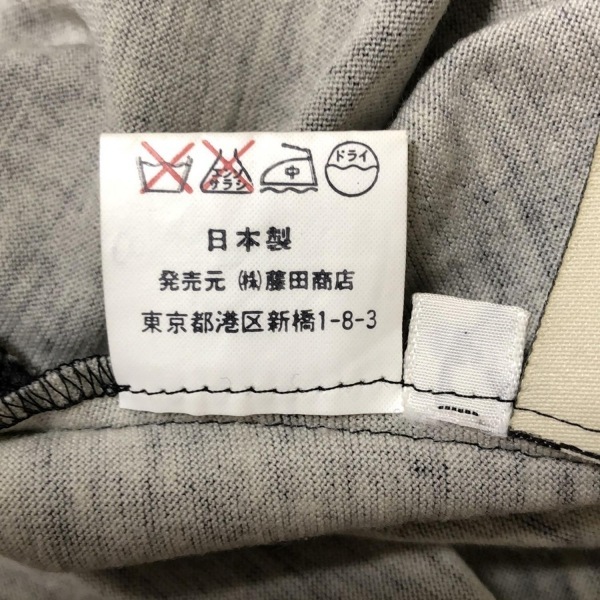 エンソ
サラシ
中
ドライ
日本製
発売元 ㈱藤田商店
東京都港区新橋1-8-3